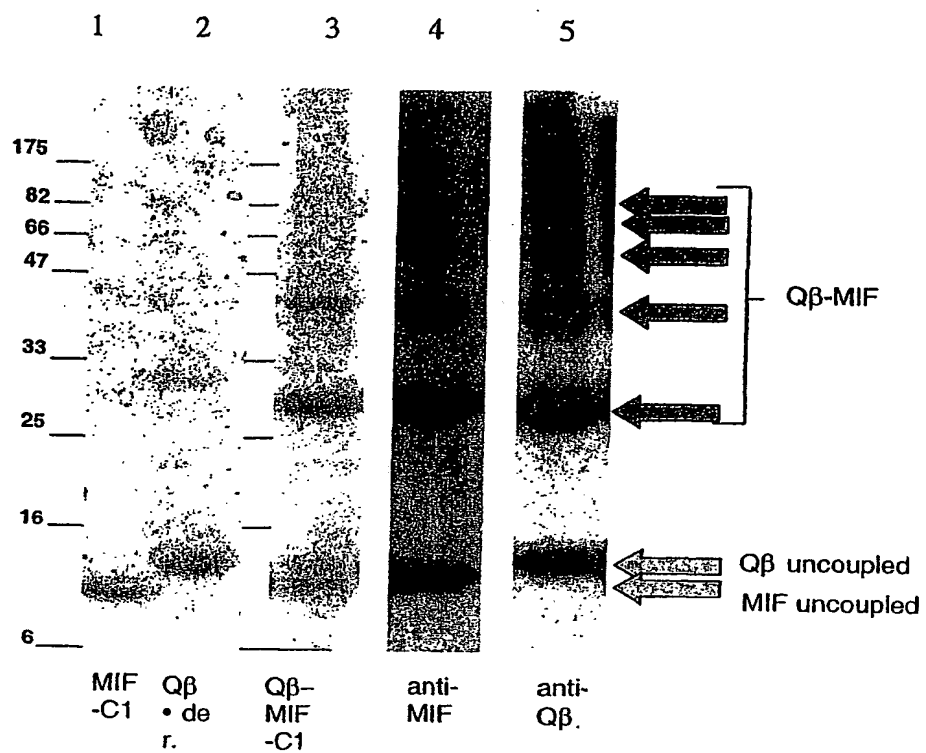 1 2 3 4 5
175
82
66
47
33
25
16
6
Qβ-MIF
Qβ uncoupled
MIF uncoupled
MIF
-C1
Qβ
• de
r.
Qβ–
MIF
-C1
anti-
MIF
anti-
Qβ.